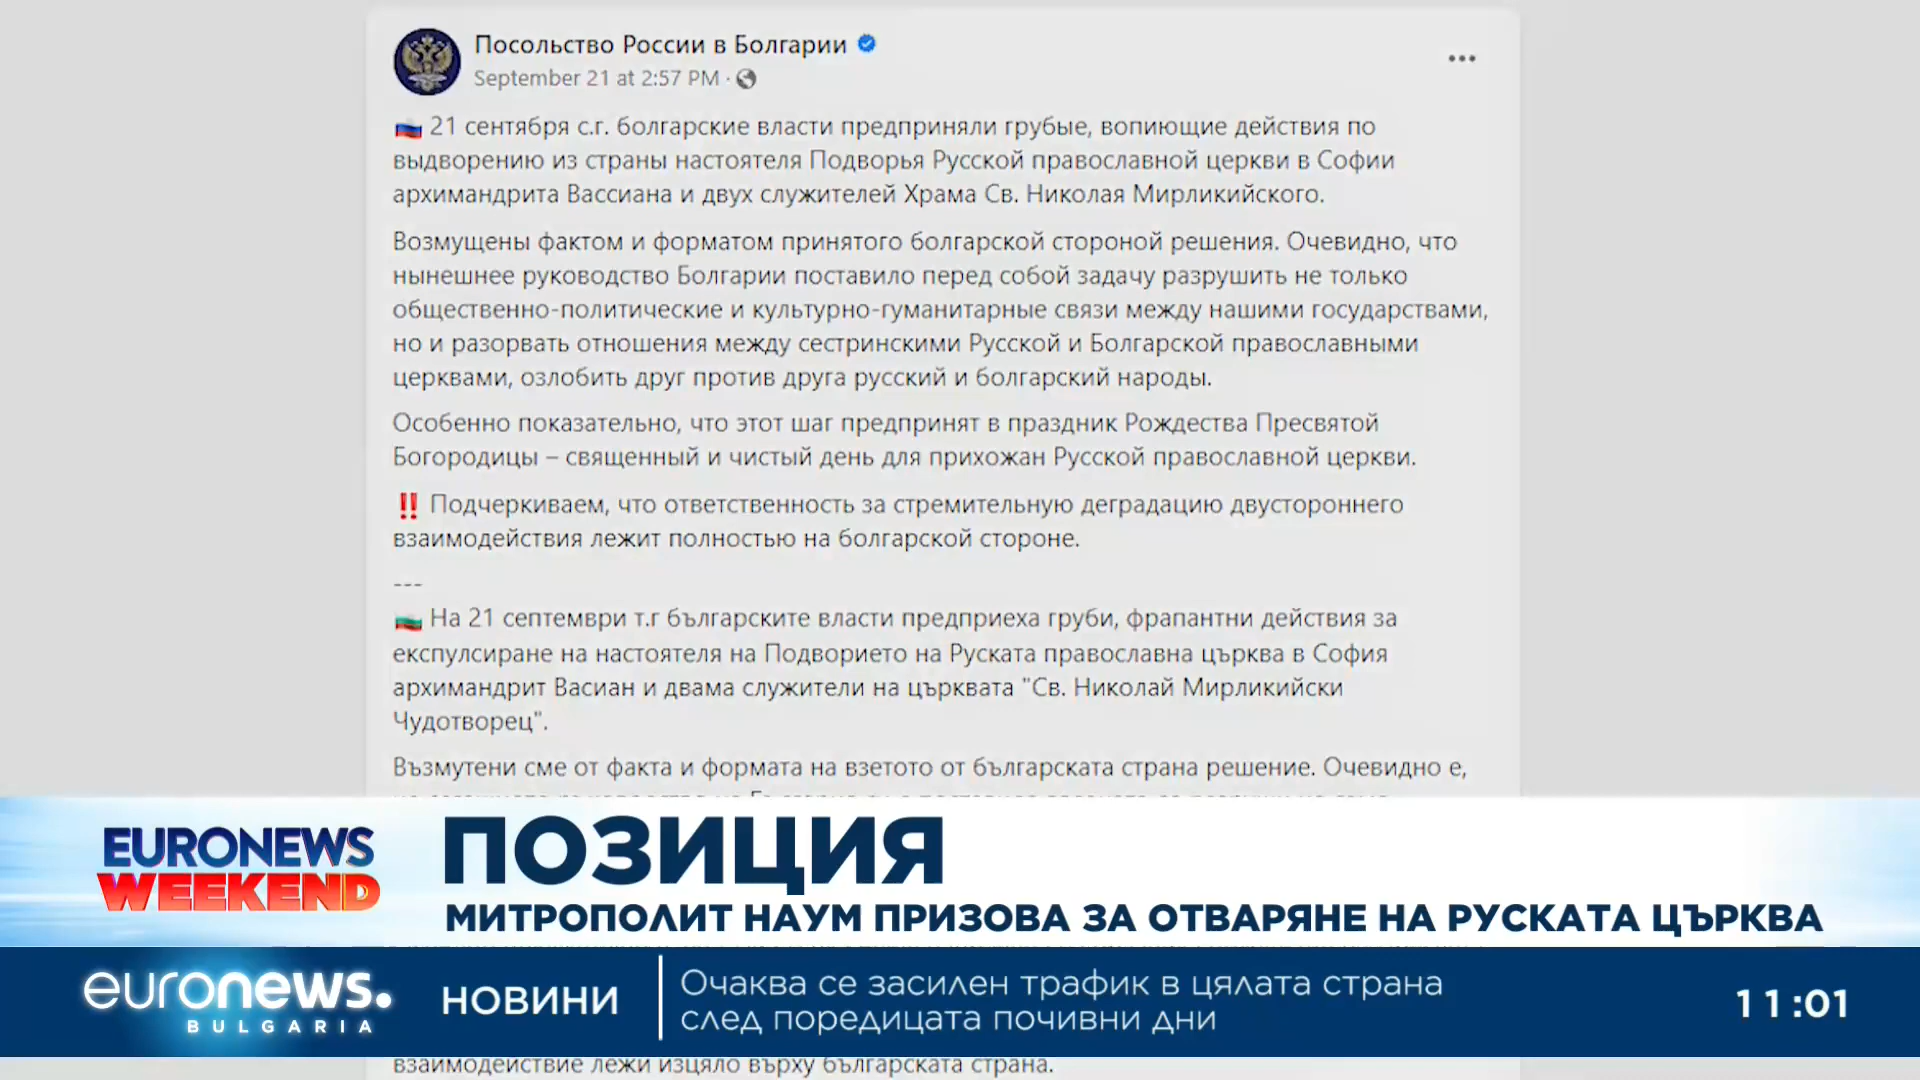 Посольство России в Болгарии
September 21 at 2:57 PM ·
21 сентября с.г. болгарские власти предприняли грубые, вопиющие действия по
выдворению из страны настоятеля Подворья Русской православной церкви в Софии
архимандрита Вассиана и двух служителей Храма Св. Николая Мирликийского.
Возмущены фактом и форматом принятого болгарской стороной решения. Очевидно, что
нынешнее руководство Болгарии поставило перед собой задачу разрушить не только
общественно-политические и культурно-гуманитарные связи между нашими государствами,
но и разорвать отношения между сестринскими Русской и Болгарской православными
церквами, озлобить друг против друга русский и болгарский народы.
Особенно показательно, что этот шаг предпринят в праздник Рождества Пресвятой
Богородицы – священный и чистый день для прихожан Русской православной церкви.
‼ Подчеркиваем, что ответственность за стремительную деградацию двустороннего
взаимодействия лежит полностью на болгарской стороне.
---
На 21 септември т.г българските власти предприеха груби, фрапантни действия за
експулсиране на настоятеля на Подворието на Руската православна църква в София
архимандрит Васиан и двама служители на църквата "Св. Николай Мирликийски
Чудотворец".
Възмутени сме от факта и формата на взетото от българската страна решение. Очевидно е,
EURONEWS
WEEKEND
ПОЗИЦИЯ
МИТРОПОЛИТ НАУМ ПРИЗОВА ЗА ОТВАРЯНЕ НА РУСКАТА ЦЪРКВА
euronews.
BULGARIA
НОВИНИ
Очаква се засилен трафик в цялата страна
след поредицата почивни дни
11:01
взаимодействие лежи изцяло върху българската страна.